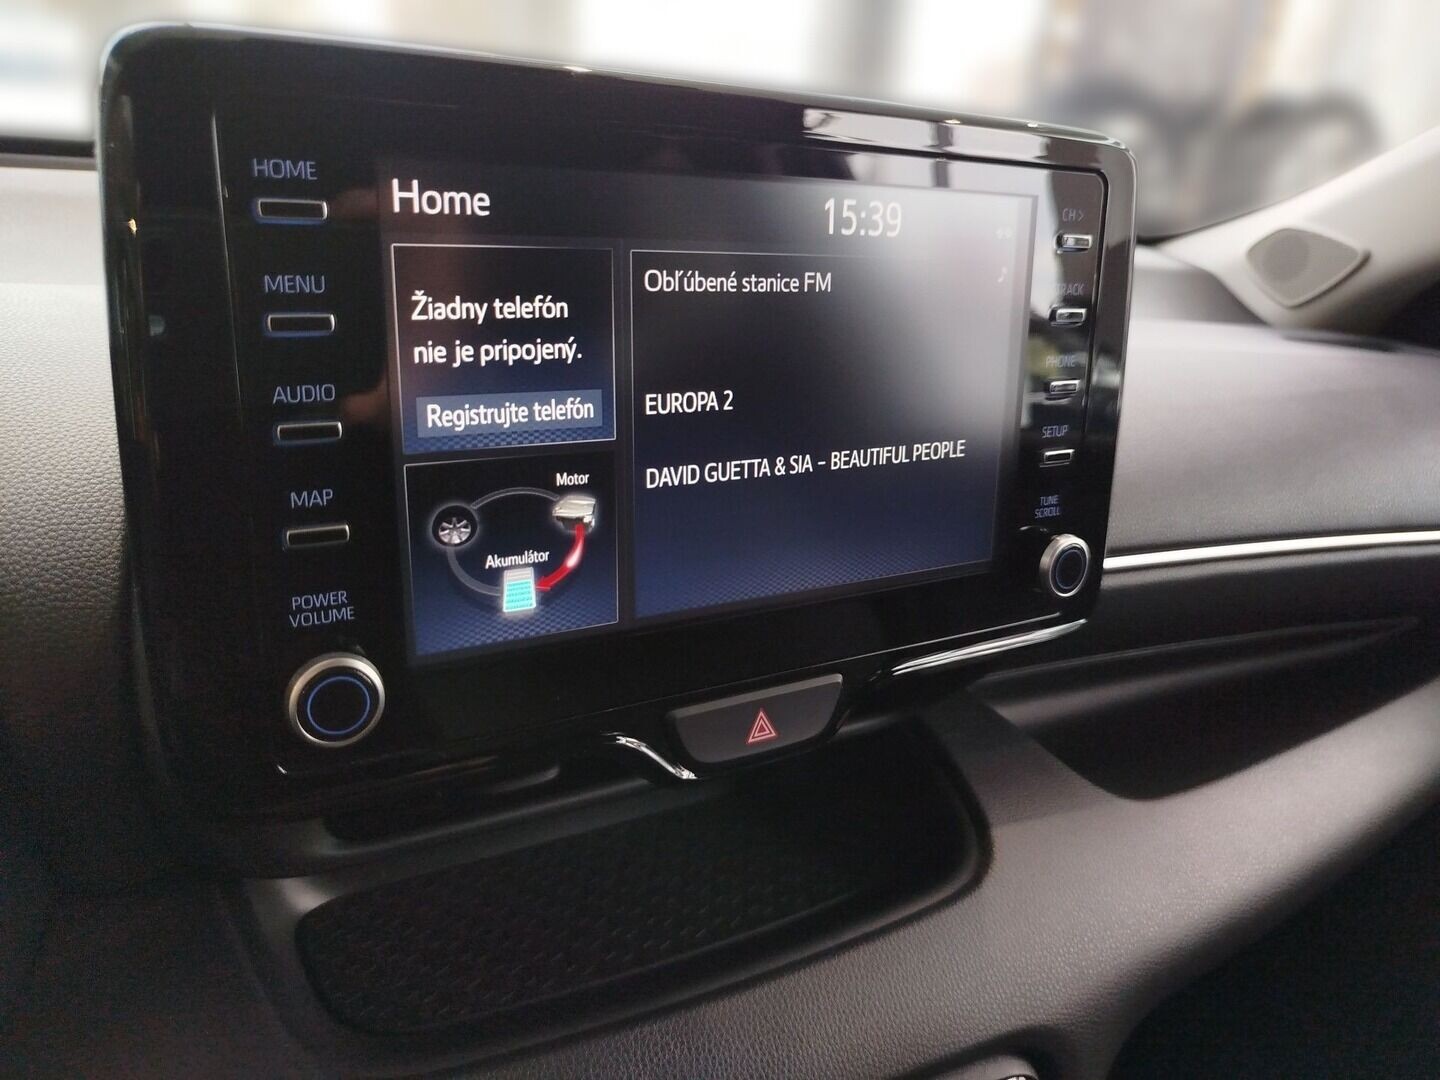 HOME
MENU
AUDIO
MAP
POWER
VOLUME
Home
15:39
Žiadny telefón
nie je pripojený.
Registrujte telefón
Motor
Akumulátor
Obľúbené stanice FM
EUROPA 2
DAVID GUETTA & SIA - BEAUTIFUL PEOPLE
CH >
TRACK
PHONE
SETUP
TUNE
SCROLL